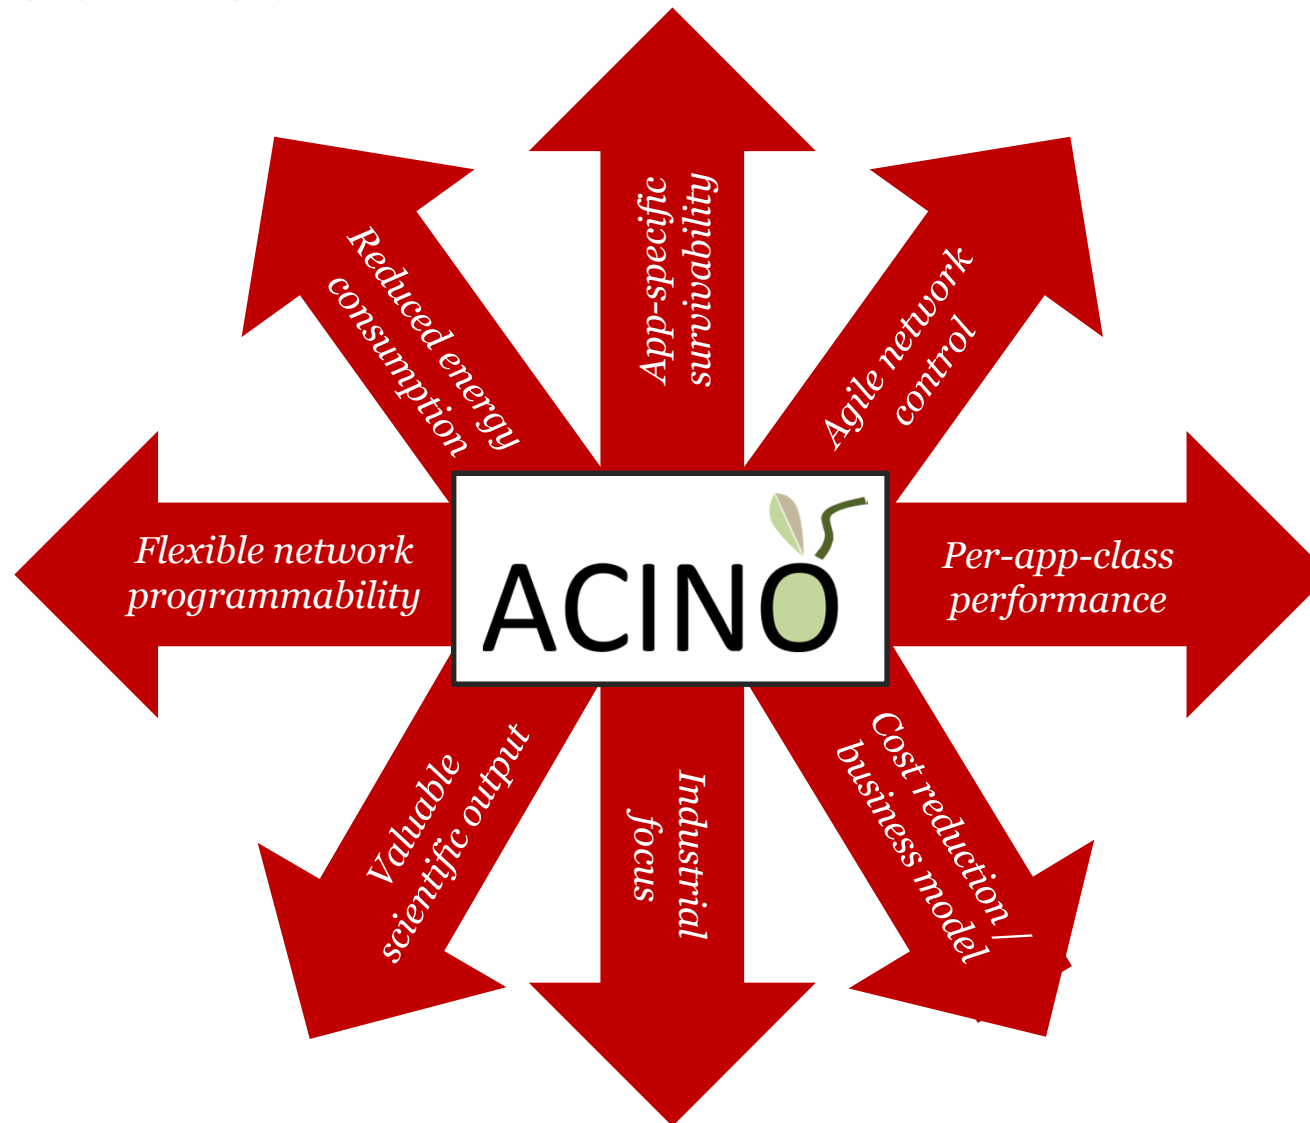 App-specific
survivability
Reduced energy
consumption
Agile network
control
Flexible network
programmability
ACINO
Per-app-class
performance
Valuable
scientific output
Industrial
focus
Cost reduction /
business model